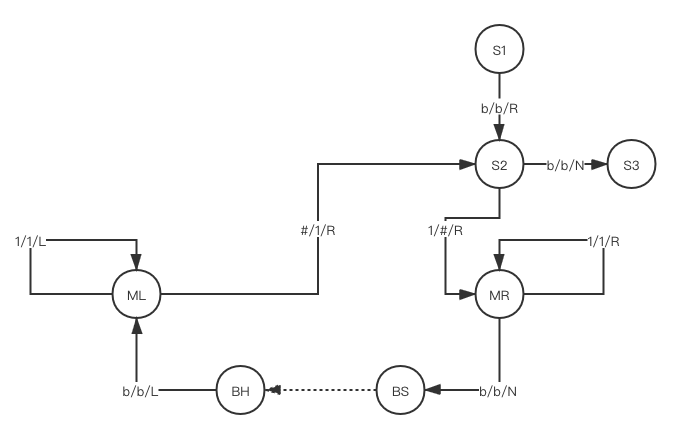 S1
b/b/R
S2
b/b/N
S3
#/1/R
1/#/R
1/1/L
1/1/R
ML
MR
b/b/L
BH
BS
b/b/N